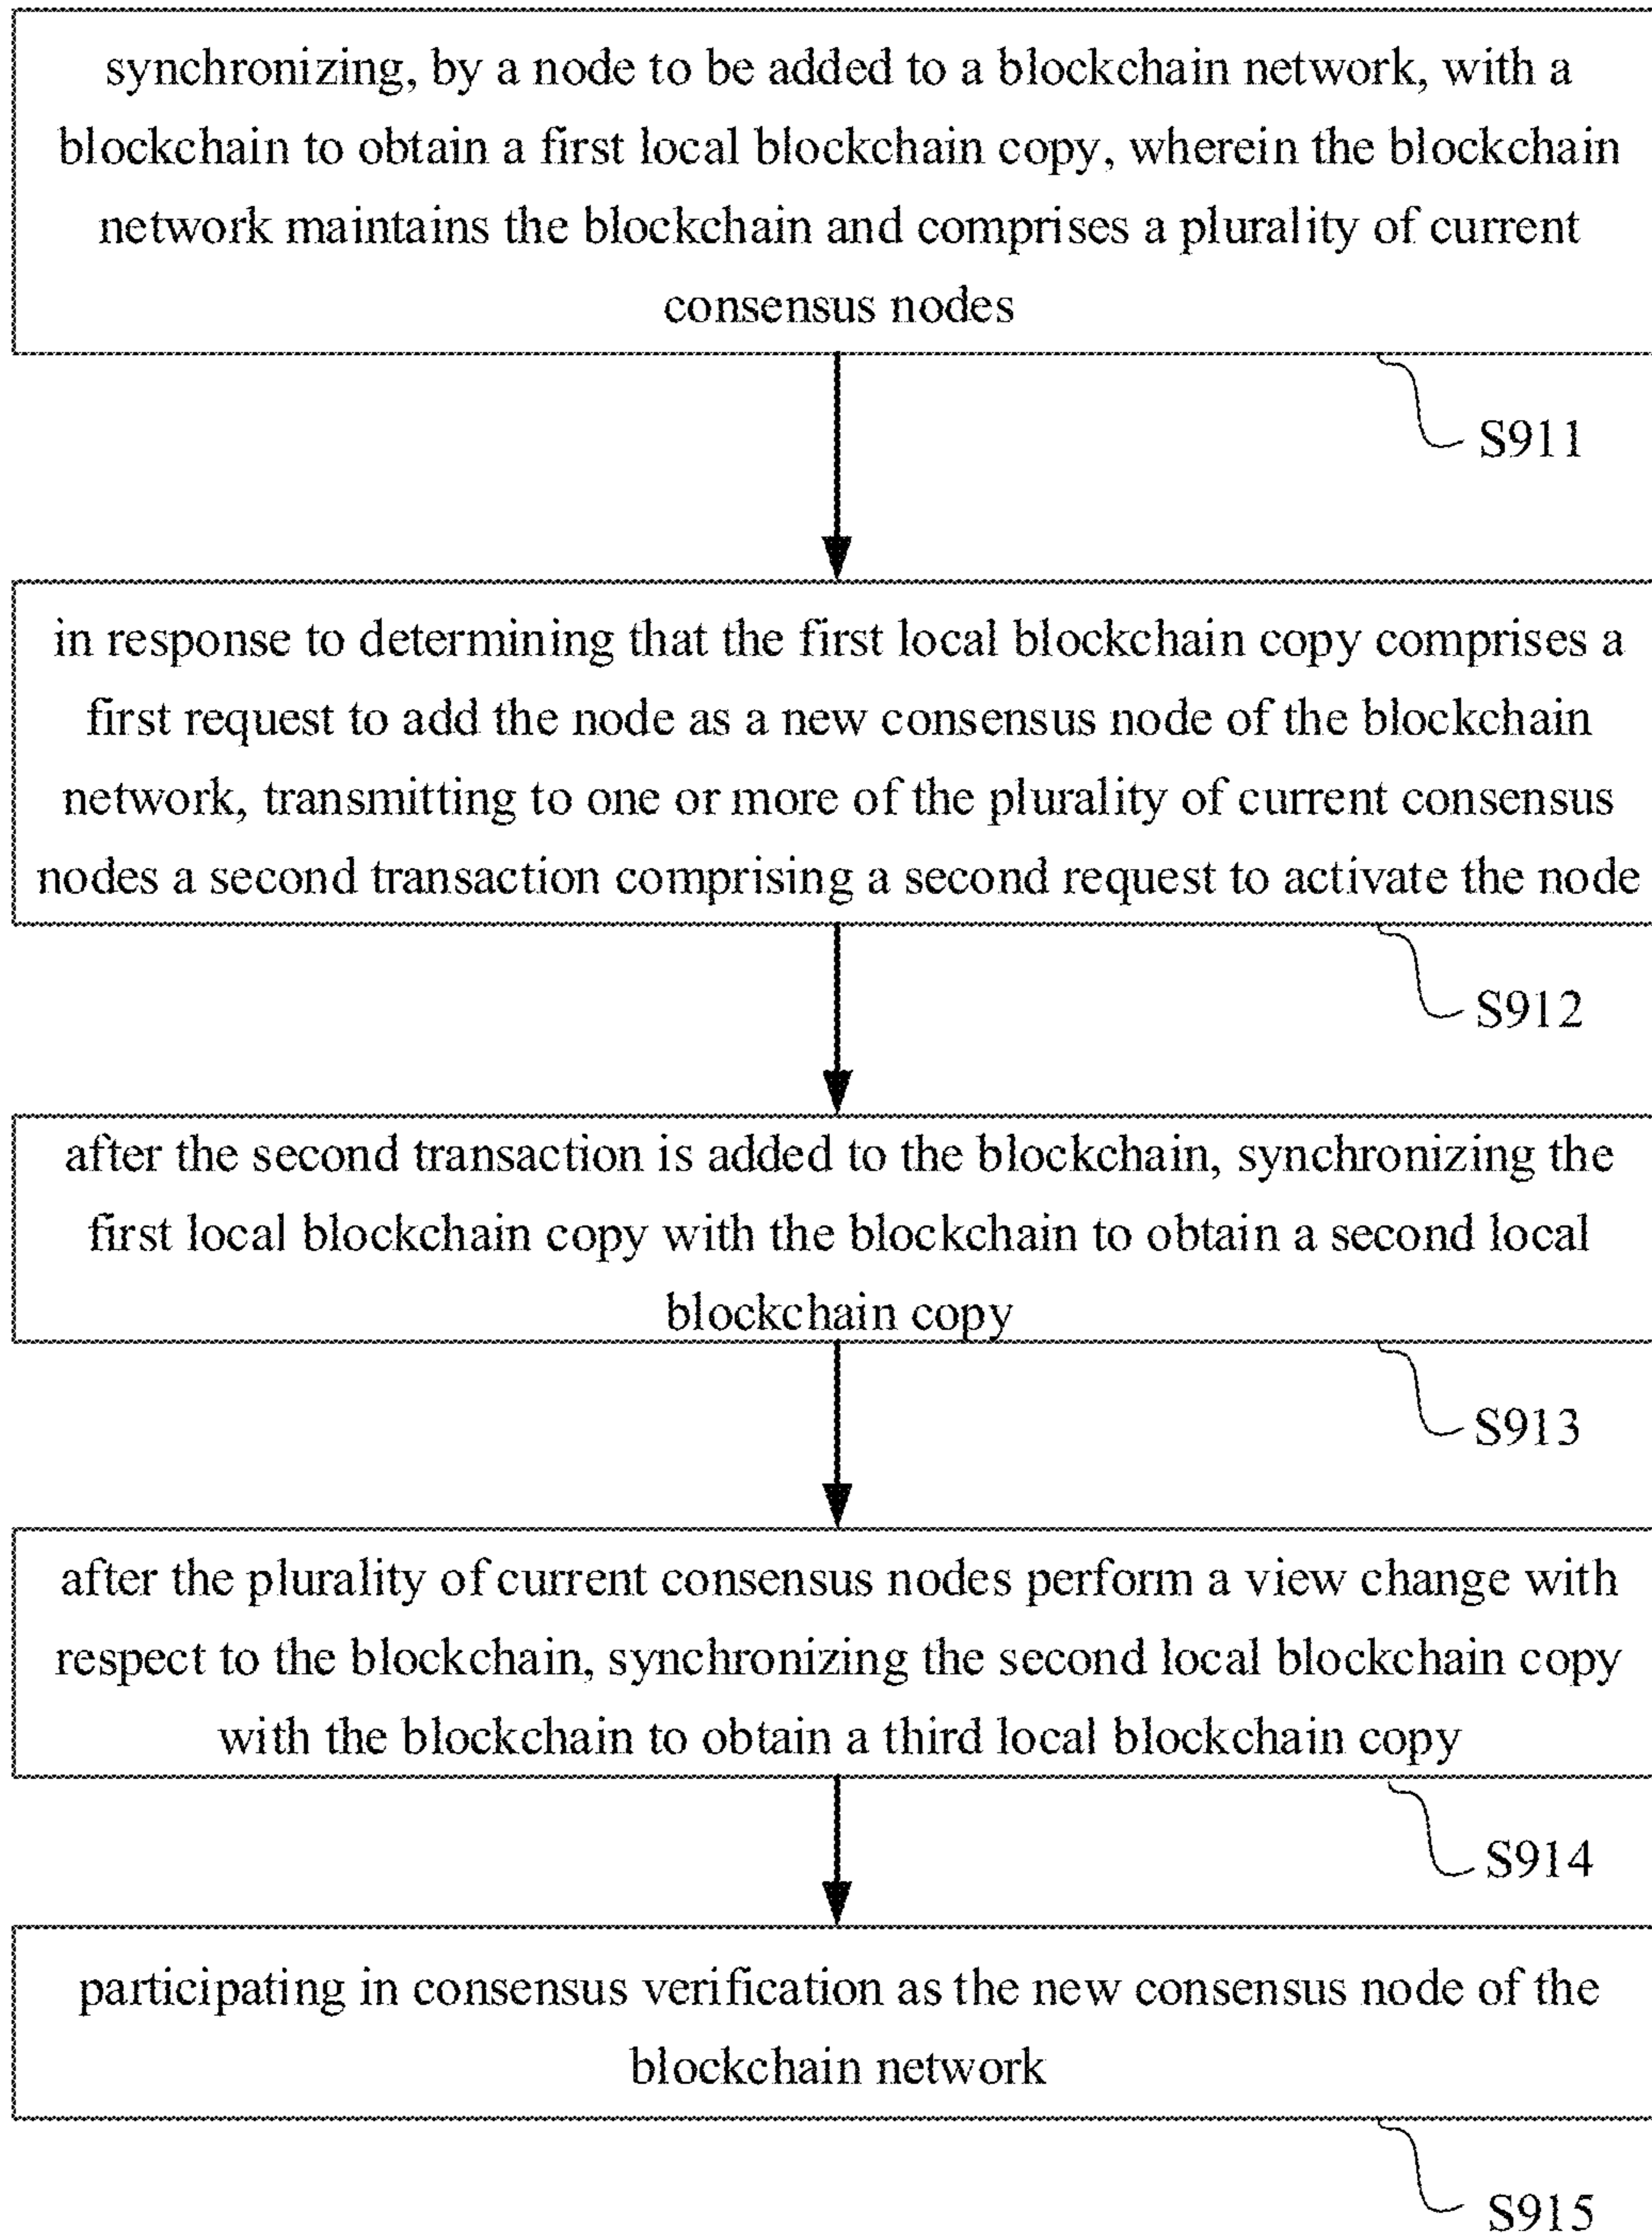 synchronizing, by a node to be added to a blockchain network, with a
blockchain to obtain a first local blockchain copy, wherein the blockchain
network maintains the blockchain and comprises a plurality of current
consensus nodes
S911
in response to determining that the first local blockchain copy comprises a
first request to add the node as a new consensus node of the blockchain
network, transmitting to one or more of the plurality of current consensus
nodes a second transaction comprising a second request to activate the node
S912
after the second transaction is added to the blockchain, synchronizing the
first local blockchain copy with the blockchain to obtain a second local
blockchain copy
S913
after the plurality of current consensus nodes perform a view change with
respect to the blockchain, synchronizing the second local blockchain copy
with the blockchain to obtain a third local blockchain copy
S914
participating in consensus verification as the new consensus node of the
blockchain network
S915